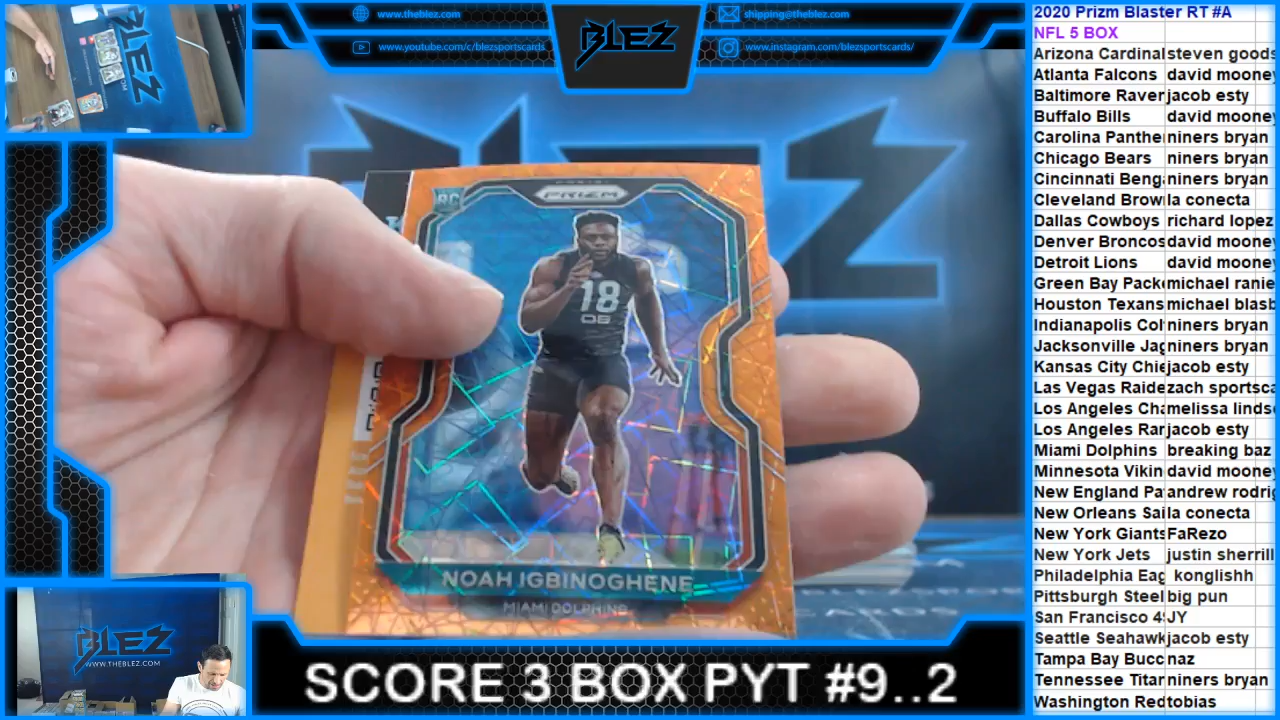 www.theblez.com
www.youtube.com/c/blezsportscards
BLEZ
shipping@theblez.com
www.instagram.com/blezsportscards/
BLEZ
RC
PRIZM
18
OB
NOAH IGBINOGHENE
MIAMI DOLPHINS
BLEZ
WWW.THEBLEZ.COM
SCORE 3 BOX PYT #9..2
2020 Prizm Blaster RT #A
NFL 5 BOX
Arizona Cardinal steven goods
Atlanta Falcons david mooney
Baltimore Raver jacob esty
Buffalo Bills david mooney
Carolina Panthe niners bryan
Chicago Bears niners bryan
Cincinnati Beng niners bryan
Cleveland Brow la conecta
Dallas Cowboys richard lopez
Denver Broncos david mooney
Detroit Lions david mooney
Green Bay Pack michael ranie
Houston Texans michael blasb
Indianapolis Col niners bryan
Jacksonville Jag niners bryan
Kansas City Chie jacob esty
Las Vegas Raide zach sportsca
Los Angeles Cha melissa lindse
Los Angeles Rar jacob esty
Miami Dolphins breaking baz
Minnesota Vikin david mooney
New England Pa andrew rodrig
New Orleans Sai la conecta
New York Giants FaRezo
New York Jets justin sherrill
Philadelphia Eag konglishh
Pittsburgh Steel big pun
San Francisco 4 JY
Seattle Seahawk jacob esty
Tampa Bay Bucc naz
Tennessee Titar niners bryan
Washington Red tobias